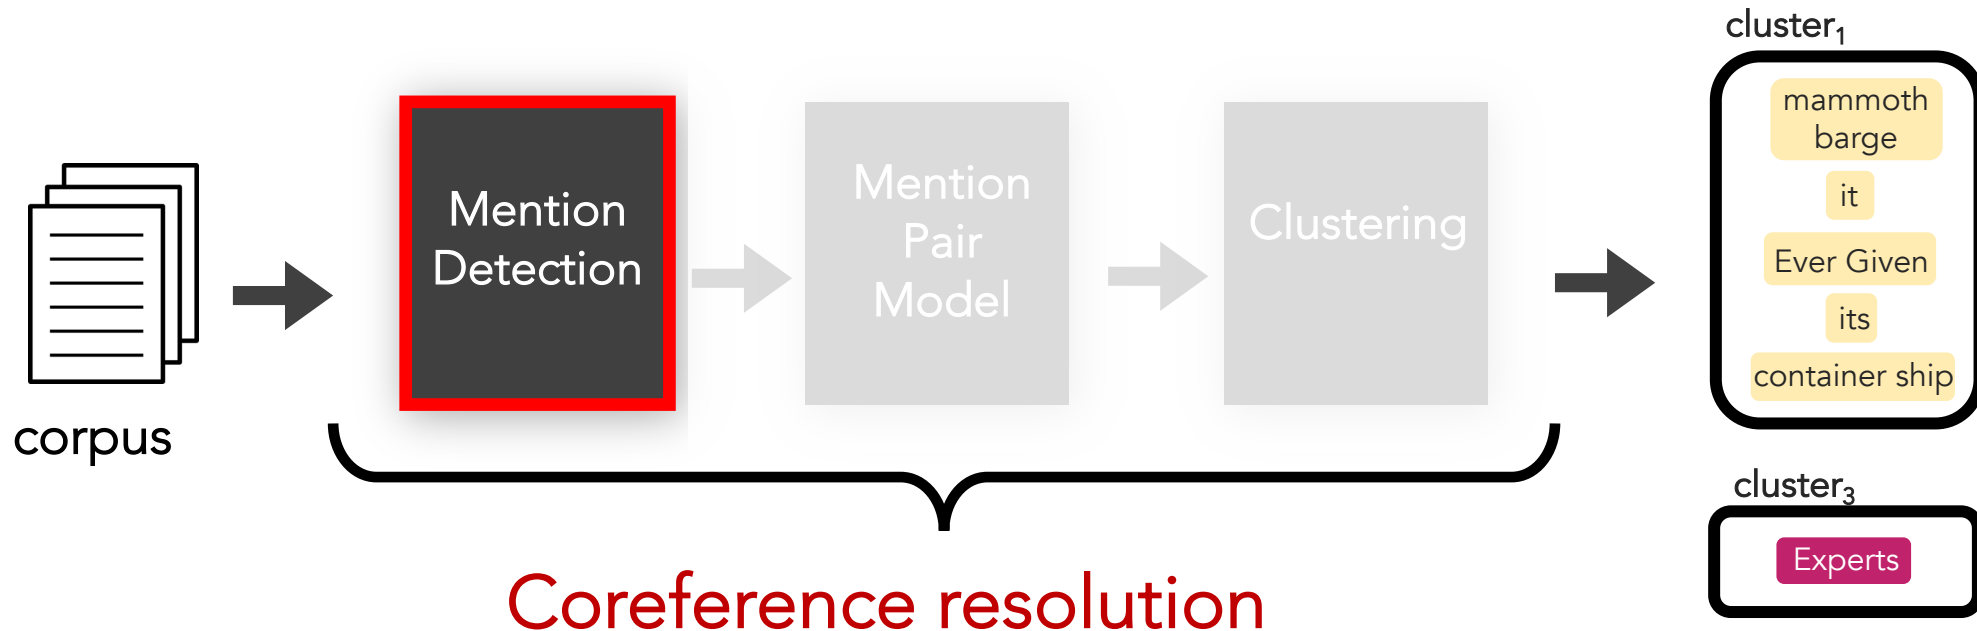 corpus
Mention
Detection
Mention
Pair
Model
Clustering
Coreference resolution
cluster₁
mammoth
barge
it
Ever Given
its
container ship
cluster₃
Experts